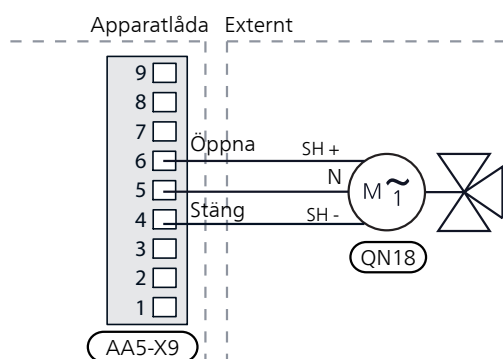 Apparatlåda Externt
9
8
7
6 Öppna SH +
5 N
4 Stäng SH -
3
2
1
M ~ 1
QN18
AA5-X9